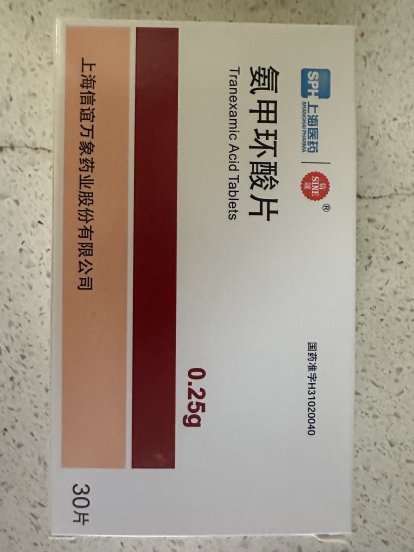 SPH 上海医药
SHANGHAI PHARMA
信谊
SINE
®
氨甲环酸片
Tranexamic Acid Tablets
国药准字H31020040
0.25g
上海信谊万象药业股份有限公司
30片